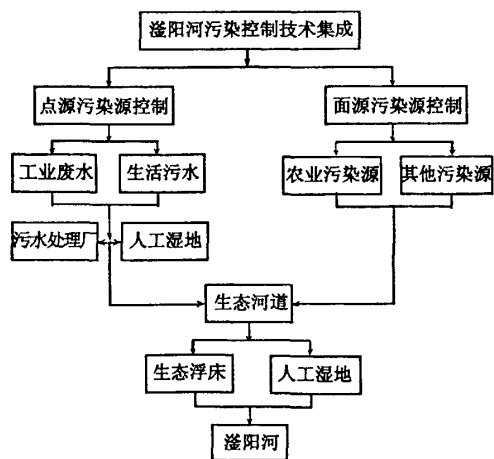 滏阳河污染控制技术集成
点源污染源控制
面源污染源控制
工业废水
生活污水
农业污染源
其他污染源
污水处理厂
人工湿地
生态河道
生态浮床
人工湿地
滏阳河